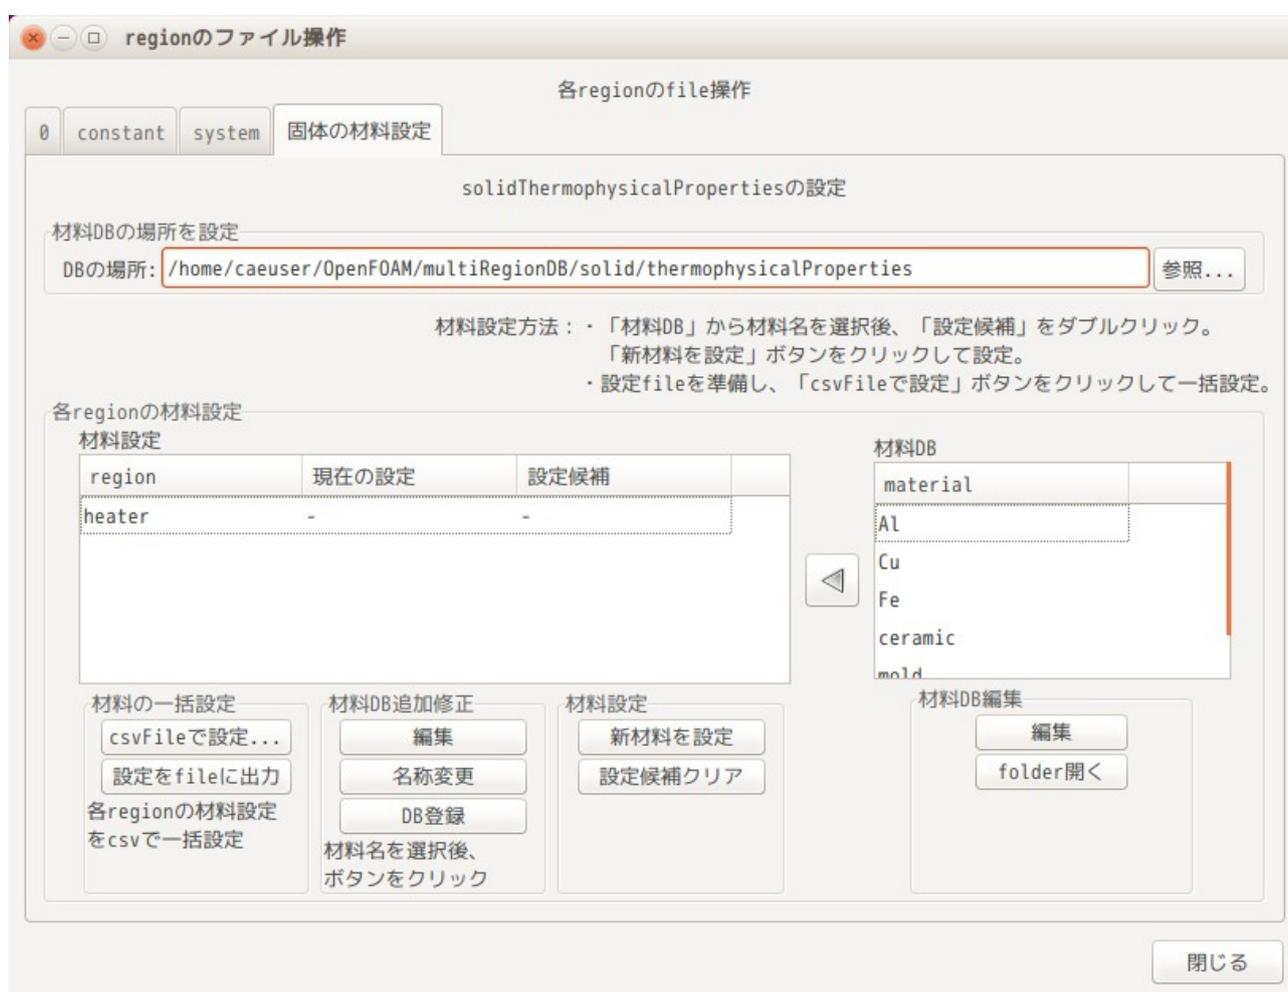 regionのファイル操作
各regionのfile操作
0 constant system 固体の材料設定
solidThermophysicalPropertiesの設定
材料DBの場所を設定
DBの場所: /home/caeuser/OpenFOAM/multiRegionDB/solid/thermophysicalProperties 参照...
材料設定方法：・「材料DB」から材料名を選択後、「設定候補」をダブルクリック。
「新材料を設定」ボタンをクリックして設定。
・設定fileを準備し、「csvFileで設定」ボタンをクリックして一括設定。
各regionの材料設定
材料設定
region 現在の設定 設定候補
heater - -
材料DB
material
Al
Cu
Fe
ceramic
mold
材料の一括設定
csvFileで設定...
設定をfileに出力
各regionの材料設定
をcsvで一括設定
材料DB追加修正
編集
名称変更
DB登録
材料名を選択後、
ボタンをクリック
材料設定
新材料を設定
設定候補クリア
材料DB編集
編集
folder開く
閉じる